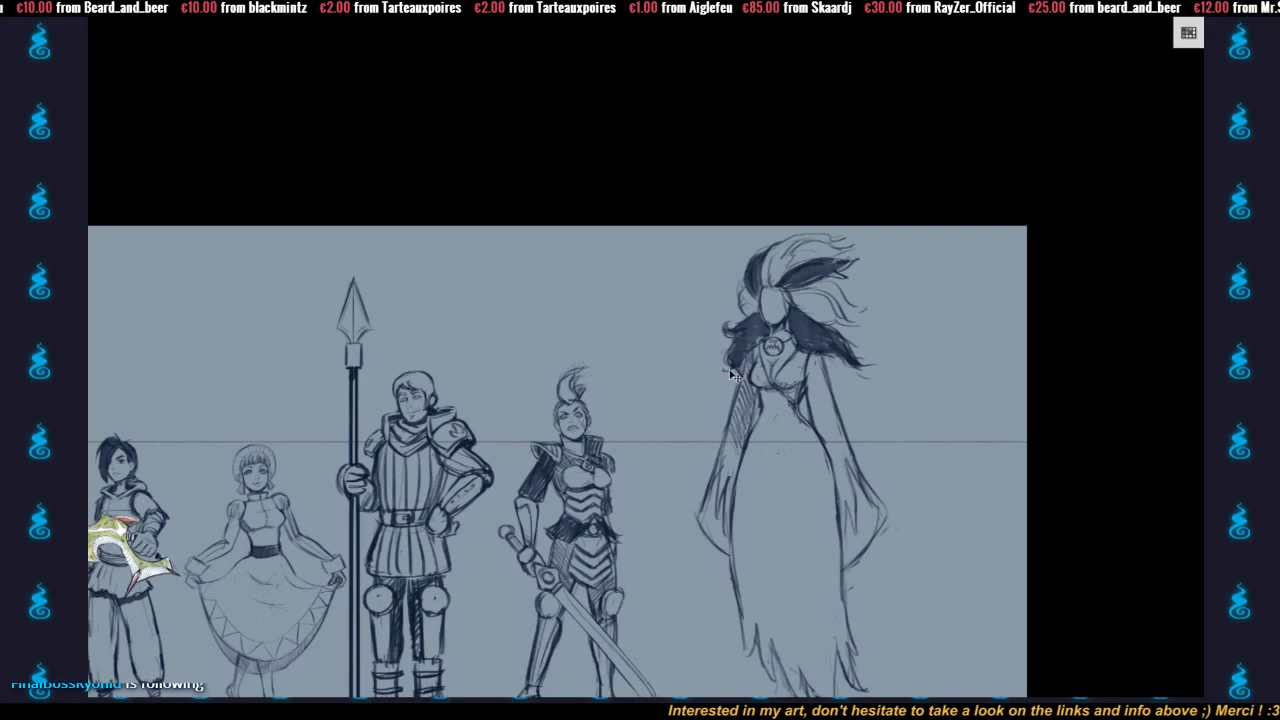 €10.00 from Beard_and_beer €10.00 from blackmintz €2.00 from Tarteauxpoires €2.00 from Tarteauxpoires €1.00 from Aiglefeu €85.00 from Skaardj €30.00 from RayZer_Official €25.00 from beard_and_beer €12.00 from
is following
Interested in my art, don't hesitate to take a look on the links and info above ;) Merci ! :3